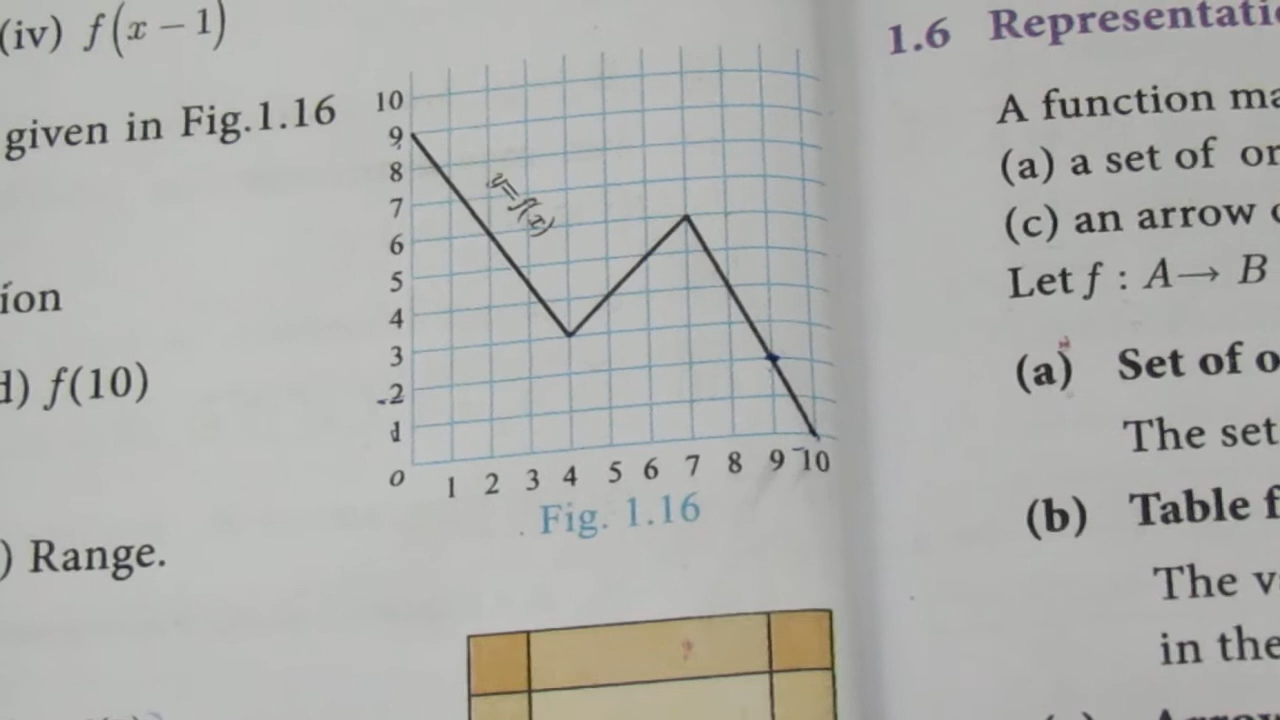 (iv) f(x − 1)
given in Fig.1.16
ion
d) f(10)
) Range.
10
9
8
7
6
5
4
3
2
1
0
1 2 3 4 5 6 7 8 9 10
y = f(x)
Fig. 1.16
?
1.6 Representati
A function ma
(a) a set of or
(c) an arrow
Let f : A → B
(a) Set of o
The set
(b) Table f
The v
in the